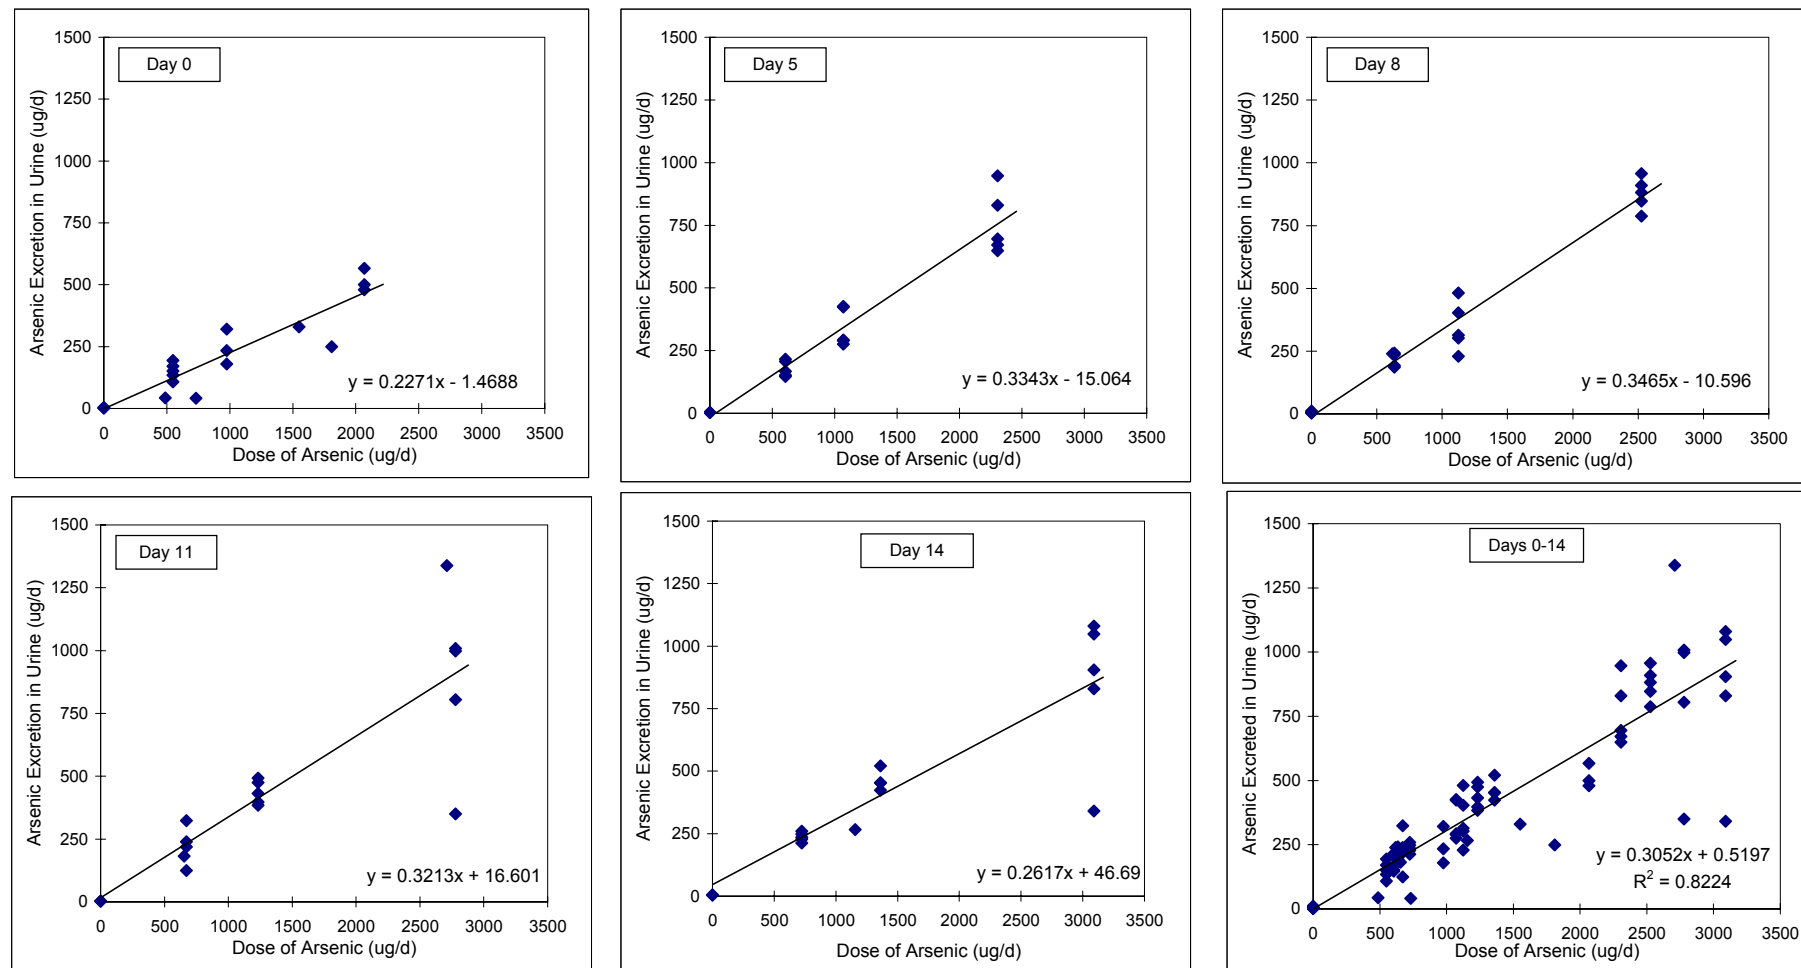 Day 0
Arsenic Excretion in Urine (ug/d)
1500
1250
1000
750
500
250
0
y = 0.2271x - 1.4688
0 500 1000 1500 2000 2500 3000 3500
Dose of Arsenic (ug/d)
Day 5
Arsenic Excretion in Urine (ug/d)
1500
1250
1000
750
500
250
0
y = 0.3343x - 15.064
0 500 1000 1500 2000 2500 3000 3500
Dose of Arsenic (ug/d)
Day 8
Arsenic Excretion in Urine (ug/d)
1500
1250
1000
750
500
250
0
y = 0.3465x - 10.596
0 500 1000 1500 2000 2500 3000 3500
Dose of Arsenic (ug/d)
Day 11
Arsenic Excretion in Urine (ug/d)
1500
1250
1000
750
500
250
0
y = 0.3213x + 16.601
0 500 1000 1500 2000 2500 3000 3500
Dose of Arsenic (ug/d)
Day 14
Arsenic Excretion in Urine (ug/d)
1500
1250
1000
750
500
250
0
y = 0.2617x + 46.69
0 500 1000 1500 2000 2500 3000 3500
Dose of Arsenic (ug/d)
Days 0-14
Arsenic Excreted in Urine (ug/d)
1500
1250
1000
750
500
250
0
y = 0.3052x + 0.5197
R² = 0.8224
0 500 1000 1500 2000 2500 3000 3500
Dose of Arsenic (ug/d)